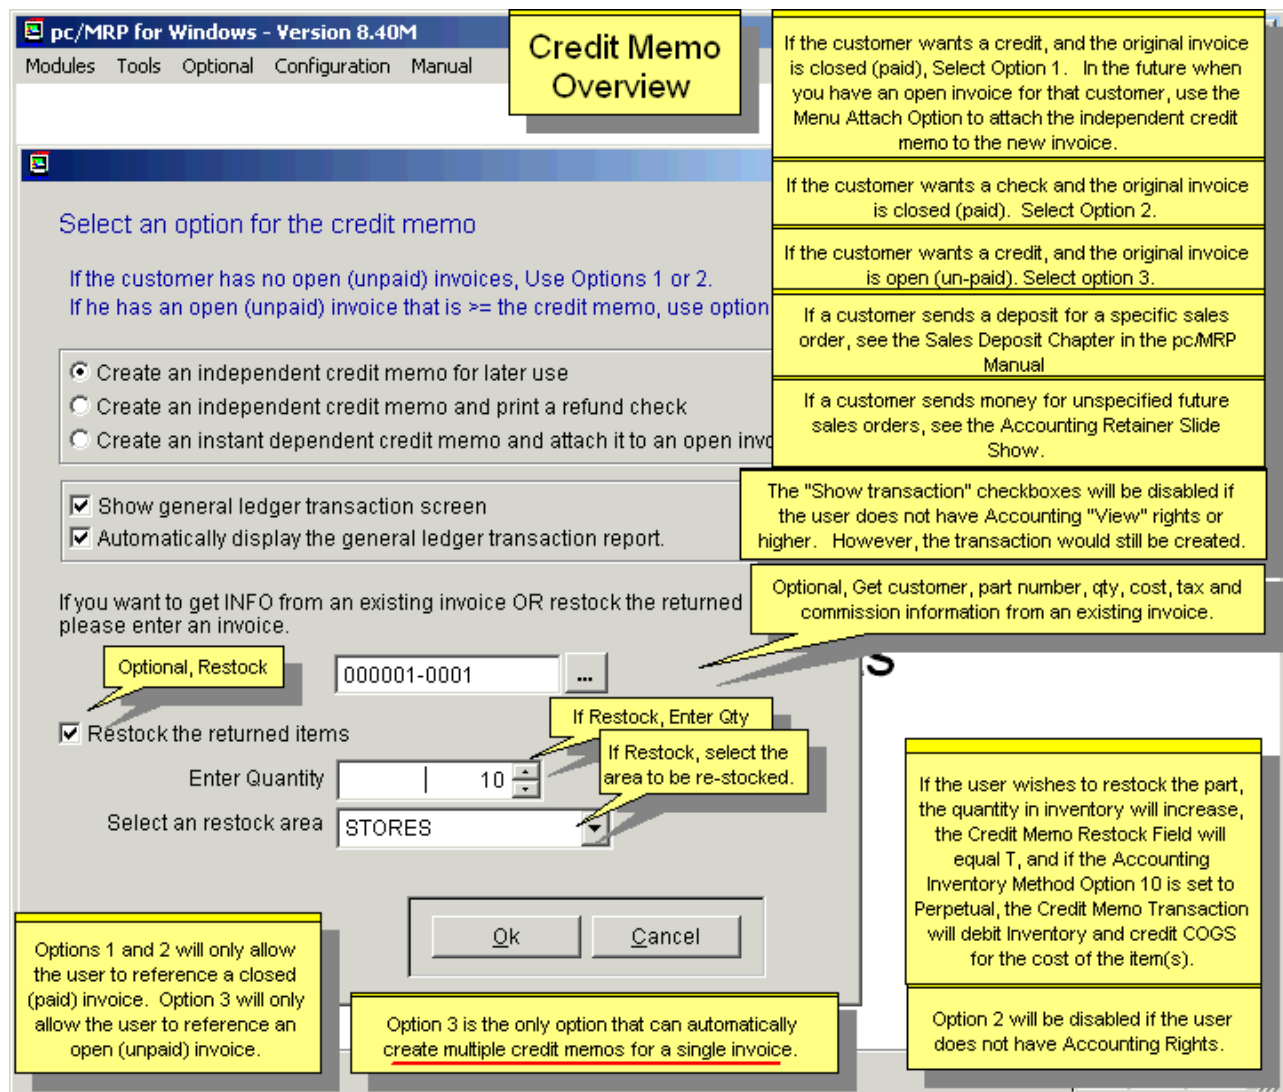 pc/MRP for Windows - Version 8.40M
Modules Tools Optional Configuration Manual
Credit Memo
Overview
If the customer wants a credit, and the original invoice
is closed (paid), Select Option 1. In the future when
you have an open invoice for that customer, use the
Menu Attach Option to attach the independent credit
memo to the new invoice.
If the customer wants a check and the original invoice
is closed (paid). Select Option 2.
If the customer wants a credit, and the original invoice
is open (un-paid). Select option 3.
If a customer sends a deposit for a specific sales
order, see the Sales Deposit Chapter in the pc/MRP
Manual
If a customer sends money for unspecified future
sales orders, see the Accounting Retainer Slide
Show.
The "Show transaction" checkboxes will be disabled if
the user does not have Accounting "View" rights or
higher. However, the transaction would still be created.
Optional, Get customer, part number, qty, cost, tax and
commission information from an existing invoice.
Select an option for the credit memo
If the customer has no open (unpaid) invoices, Use Options 1 or 2.
If he has an open (unpaid) invoice that is >= the credit memo, use option
Create an independent credit memo for later use
Create an independent credit memo and print a refund check
Create an instant dependent credit memo and attach it to an open invo
Show general ledger transaction screen
Automatically display the general ledger transaction report.
If you want to get INFO from an existing invoice OR restock the returned
please enter an invoice.
Optional, Restock
000001-0001
...
S
Restock the returned items
If Restock, Enter Qty
If Restock, select the
area to be re-stocked.
Enter Quantity
10
Select an restock area
STORES
Ok
Cancel
If the user wishes to restock the part,
the quantity in inventory will increase,
the Credit Memo Restock Field will
equal T, and if the Accounting
Inventory Method Option 10 is set to
Perpetual, the Credit Memo Transaction
will debit Inventory and credit COGS
for the cost of the item(s).
Option 2 will be disabled if the user
does not have Accounting Rights.
Options 1 and 2 will only allow
the user to reference a closed
(paid) invoice. Option 3 will only
allow the user to reference an
open (unpaid) invoice.
Option 3 is the only option that can automatically
create multiple credit memos for a single invoice.